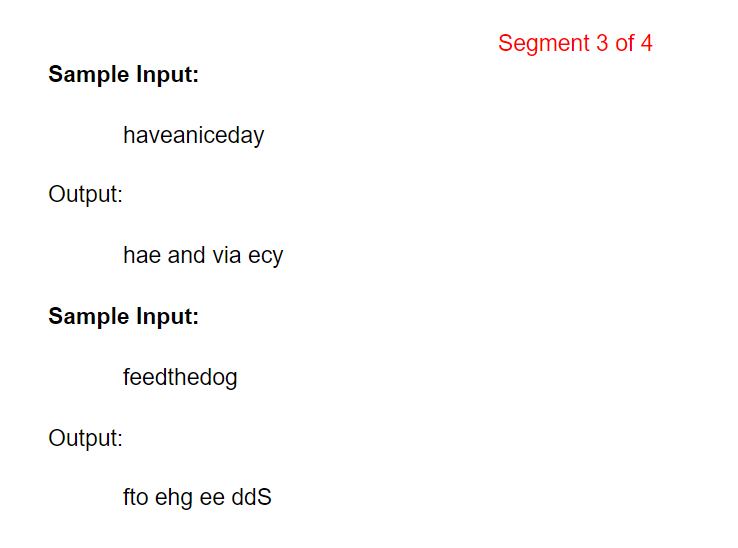 Segment 3 of 4
Sample Input:
haveaniceday
Output:
hae and via ecy
Sample Input:
feedthedog
Output:
fto ehg ee ddS